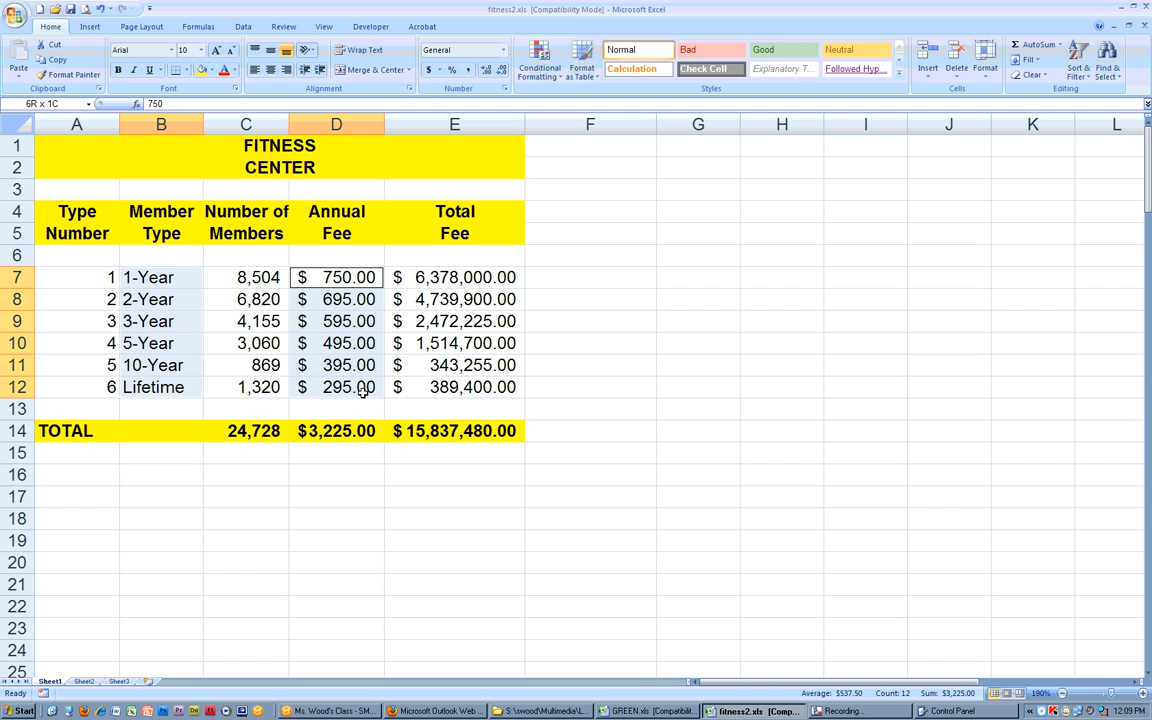 fitness2.xls [Compatibility Mode] - Microsoft Excel
Home Insert Page Layout Formulas Data Review View Developer Acrobat
Cut Copy Format Painter Paste Clipboard
Arial 10 Font
Wrap Text Merge & Center Alignment
General $ % , Number
Conditional Formatting Format as Table
Normal Bad Good Neutral
Calculation Check Cell Explanatory T... Followed Hyp...
Styles
Insert Delete Format Cells
AutoSum Fill Clear Sort & Filter Find & Select Editing
6R x 1C fx 750
A B C D E F G H I J K L
1 FITNESS
2 CENTER
3
4 Type Member Number of Annual Total
5 Number Type Members Fee Fee
6
7 1 1-Year 8,504 $ 750.00 $ 6,378,000.00
8 2 2-Year 6,820 $ 695.00 $ 4,739,900.00
9 3 3-Year 4,155 $ 595.00 $ 2,472,225.00
10 4 5-Year 3,060 $ 495.00 $ 1,514,700.00
11 5 10-Year 869 $ 395.00 $ 343,255.00
12 6 Lifetime 1,320 $ 295.00 $ 389,400.00
13
14 TOTAL 24,728 $3,225.00 $ 15,837,480.00
15
16
17
18
19
20
21
22
23
24
25
Sheet1 Sheet2 Sheet3
Ready Average: $537.50 Count: 12 Sum: $3,225.00 190%
Start Ms. Wood's Class - SM... Microsoft Outlook Web ... S:\swood\Multimedia\... GREEN.xls [Compatibili... fitness2.xls [Comp... Recording... Control Panel 12:09 PM